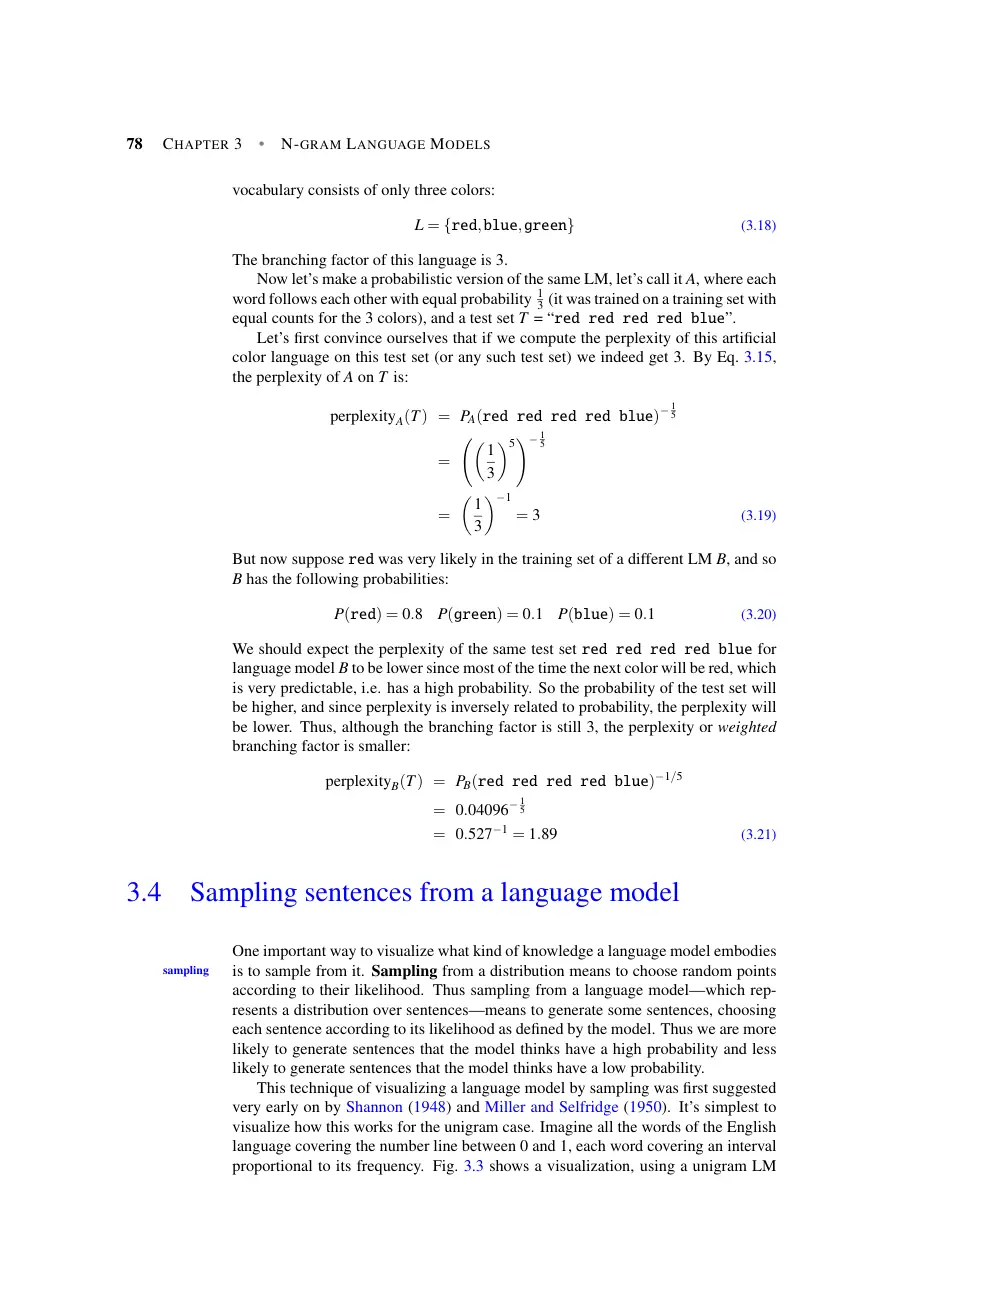 78 CHAPTER 3 • N-GRAM LANGUAGE MODELS
vocabulary consists of only three colors:
L = {red,blue,green} (3.18)
The branching factor of this language is 3.
Now let's make a probabilistic version of the same LM, let's call it A, where each
word follows each other with equal probability 1/3 (it was trained on a training set with
equal counts for the 3 colors), and a test set T = “red red red red blue”.
Let's first convince ourselves that if we compute the perplexity of this artificial
color language on this test set (or any such test set) we indeed get 3. By Eq. 3.15,
the perplexity of A on T is:
perplexity_A(T) = P_A(red red red red blue)^{-1/5}
= ((1/3)^5)^{-1/5}
= (1/3)^{-1} = 3 (3.19)
But now suppose red was very likely in the training set of a different LM B, and so
B has the following probabilities:
P(red) = 0.8 P(green) = 0.1 P(blue) = 0.1 (3.20)
We should expect the perplexity of the same test set red red red red blue for
language model B to be lower since most of the time the next color will be red, which
is very predictable, i.e. has a high probability. So the probability of the test set will
be higher, and since perplexity is inversely related to probability, the perplexity will
be lower. Thus, although the branching factor is still 3, the perplexity or weighted
branching factor is smaller:
perplexity_B(T) = P_B(red red red red blue)^{-1/5}
= 0.04096^{-1/5}
= 0.527^{-1} = 1.89 (3.21)
3.4 Sampling sentences from a language model
One important way to visualize what kind of knowledge a language model embodies
sampling is to sample from it. Sampling from a distribution means to choose random points
according to their likelihood. Thus sampling from a language model—which rep-
resents a distribution over sentences—means to generate some sentences, choosing
each sentence according to its likelihood as defined by the model. Thus we are more
likely to generate sentences that the model thinks have a high probability and less
likely to generate sentences that the model thinks have a low probability.
This technique of visualizing a language model by sampling was first suggested
very early on by Shannon (1948) and Miller and Selfridge (1950). It's simplest to
visualize how this works for the unigram case. Imagine all the words of the English
language covering the number line between 0 and 1, each word covering an interval
proportional to its frequency. Fig. 3.3 shows a visualization, using a unigram LM